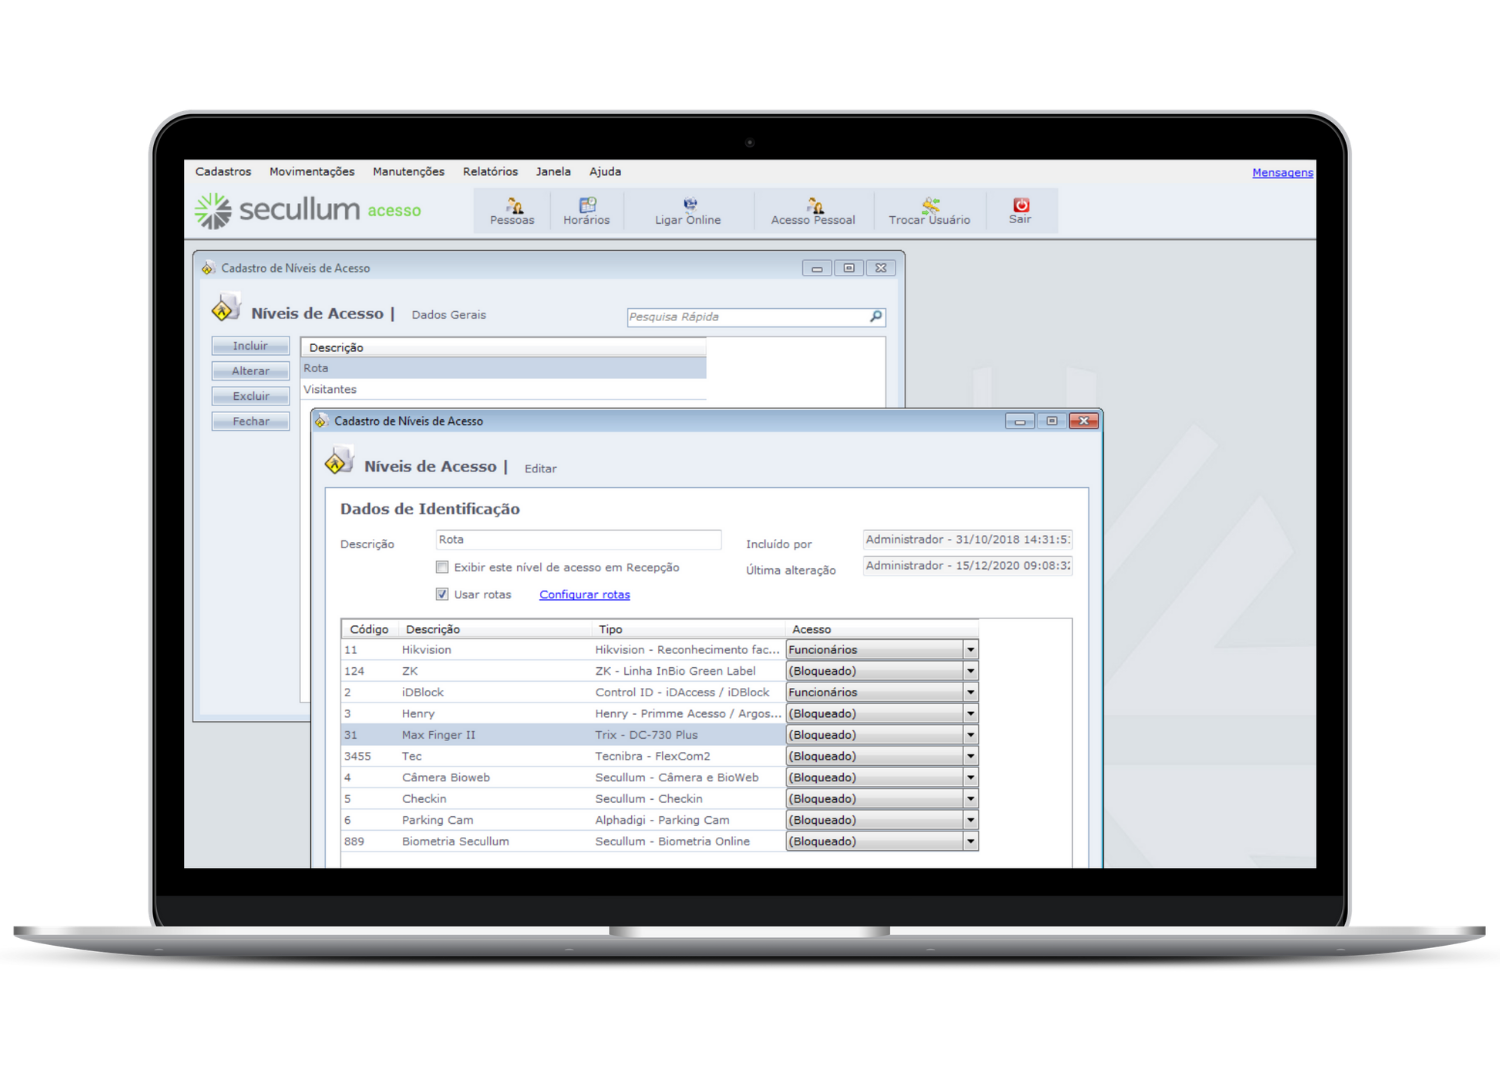 Cadastros Movimentações Manutenções Relatórios Janela Ajuda Mensagens
secullum acesso
Pessoas Horários Ligar Online Acesso Pessoal Trocar Usuário Sair
Cadastro de Níveis de Acesso
Níveis de Acesso | Dados Gerais
Pesquisa Rápida
Incluir
Alterar
Excluir
Fechar
Descrição
Rota
Visitantes
Cadastro de Níveis de Acesso
Níveis de Acesso | Editar
Dados de Identificação
Descrição Rota Incluído por Administrador - 31/10/2018 14:31:5
Exibir este nível de acesso em Recepção Última alteração Administrador - 15/12/2020 09:08:3
Usar rotas Configurar rotas
Código Descrição Tipo Acesso
11 Hikvision Hikvision - Reconhecimento fac... Funcionários
124 ZK ZK - Linha InBio Green Label (Bloqueado)
2 iDBlock Control ID - iDAccess / iDBlock Funcionários
3 Henry Henry - Primme Acesso / Argos... (Bloqueado)
31 Max Finger II Trix - DC-730 Plus (Bloqueado)
3455 Tec Tecnibra - FlexCom2 (Bloqueado)
4 Câmera Bioweb Secullum - Câmera e BioWeb (Bloqueado)
5 Checkin Secullum - Checkin (Bloqueado)
6 Parking Cam Alphadigi - Parking Cam (Bloqueado)
889 Biometria Secullum Secullum - Biometria Online (Bloqueado)